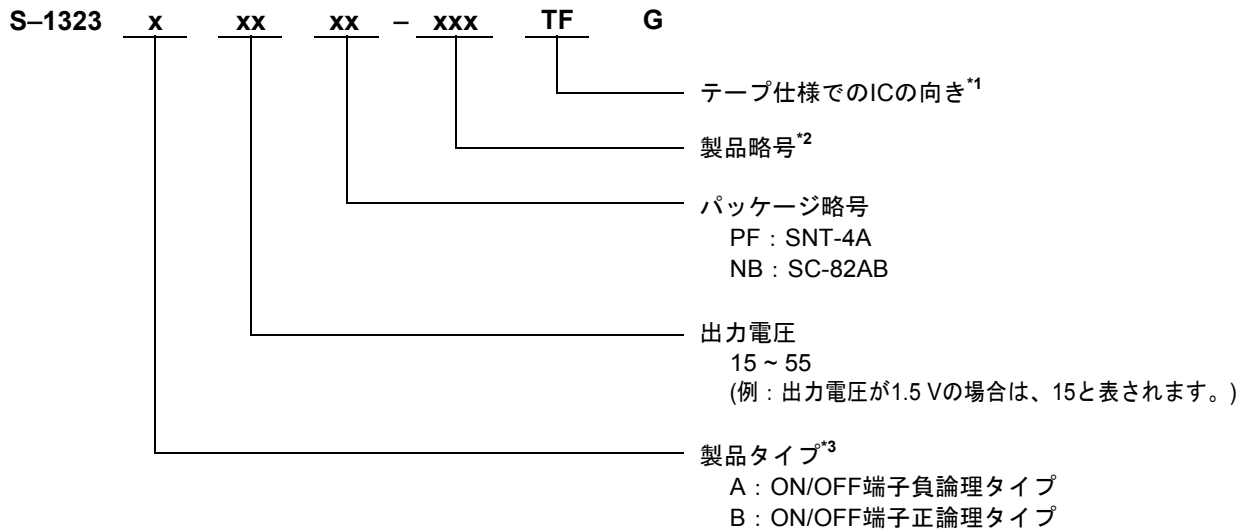 S–1323 x xx xx – xxx TF G
テープ仕様でのICの向き*1
製品略号*2
パッケージ略号
PF：SNT-4A
NB：SC-82AB
出力電圧
15 ~ 55
(例：出力電圧が1.5 Vの場合は、15と表されます。)
製品タイプ*3
A：ON/OFF端子負論理タイプ
B：ON/OFF端子正論理タイプ